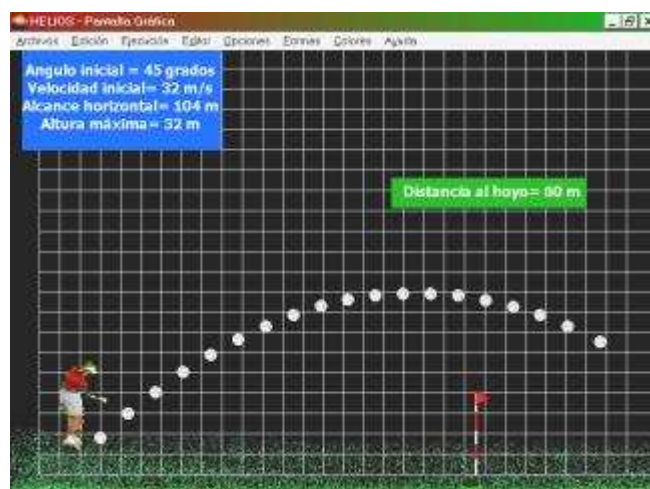 HELIOS - Pantalla Gráfica
Archivos Edición Ejecución Editor Opciones Formas Colores Ayuda
Angulo inicial = 45 grados
Velocidad inicial= 32 m/s
Alcance horizontal= 104 m
Altura máxima= 32 m
Distancia al hoyo= 80 m